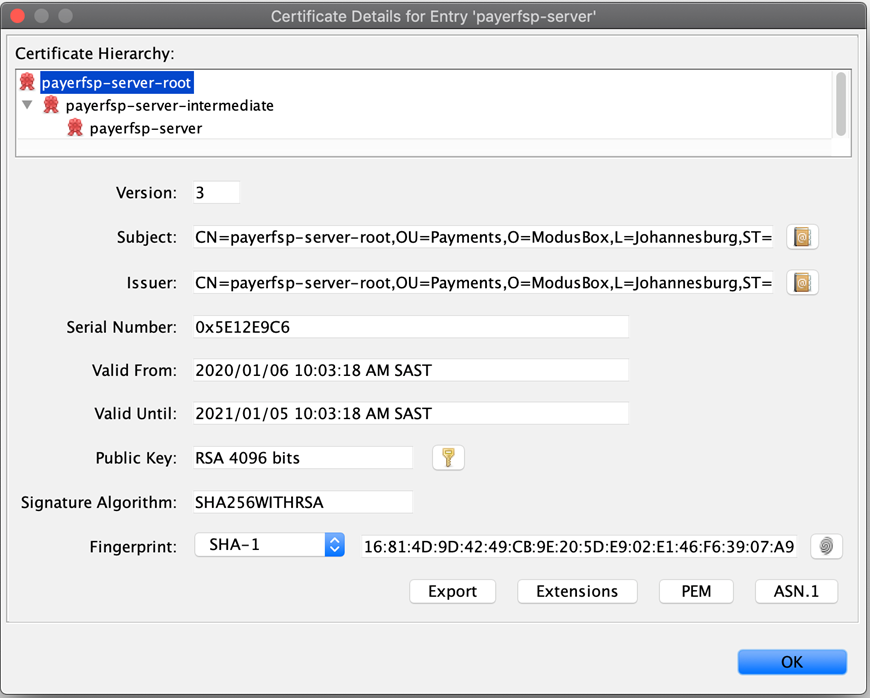 Certificate Details for Entry 'payerfsp-server'
Certificate Hierarchy:
payerfsp-server-root
payerfsp-server-intermediate
payerfsp-server
Version: 3
Subject: CN=payerfsp-server-root,OU=Payments,O=ModusBox,L=Johannesburg,ST=
Issuer: CN=payerfsp-server-root,OU=Payments,O=ModusBox,L=Johannesburg,ST=
Serial Number: 0x5E12E9C6
Valid From: 2020/01/06 10:03:18 AM SAST
Valid Until: 2021/01/05 10:03:18 AM SAST
Public Key: RSA 4096 bits
Signature Algorithm: SHA256WITHRSA
Fingerprint: SHA-1 16:81:4D:9D:42:49:CB:9E:20:5D:E9:02:E1:46:F6:39:07:A9
Export Extensions PEM ASN.1
OK